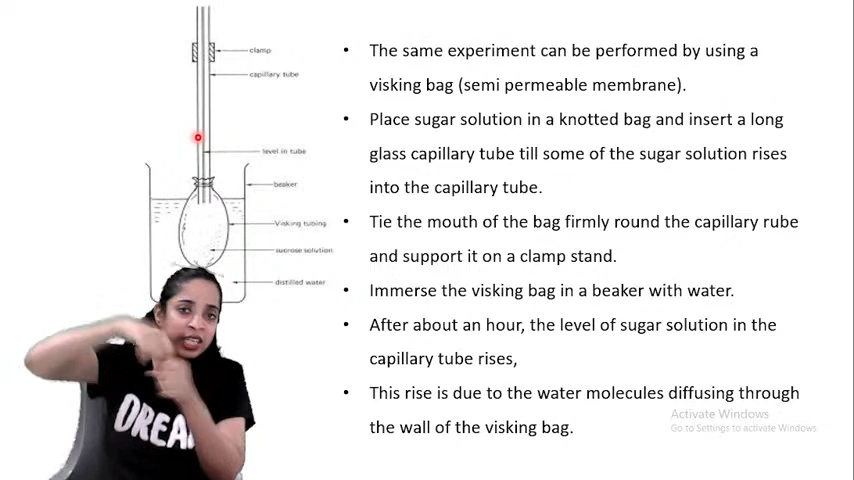 clamp
capillary tube
level in tube
beaker
Visking tubing
sucrose solution
distilled water
• The same experiment can be performed by using a
visking bag (semi permeable membrane).
• Place sugar solution in a knotted bag and insert a long
glass capillary tube till some of the sugar solution rises
into the capillary tube.
• Tie the mouth of the bag firmly round the capillary rube
and support it on a clamp stand.
• Immerse the visking bag in a beaker with water.
• After about an hour, the level of sugar solution in the
capillary tube rises,
• This rise is due to the water molecules diffusing through
the wall of the visking bag.
Activate Windows
Go to Settings to activate Windows.